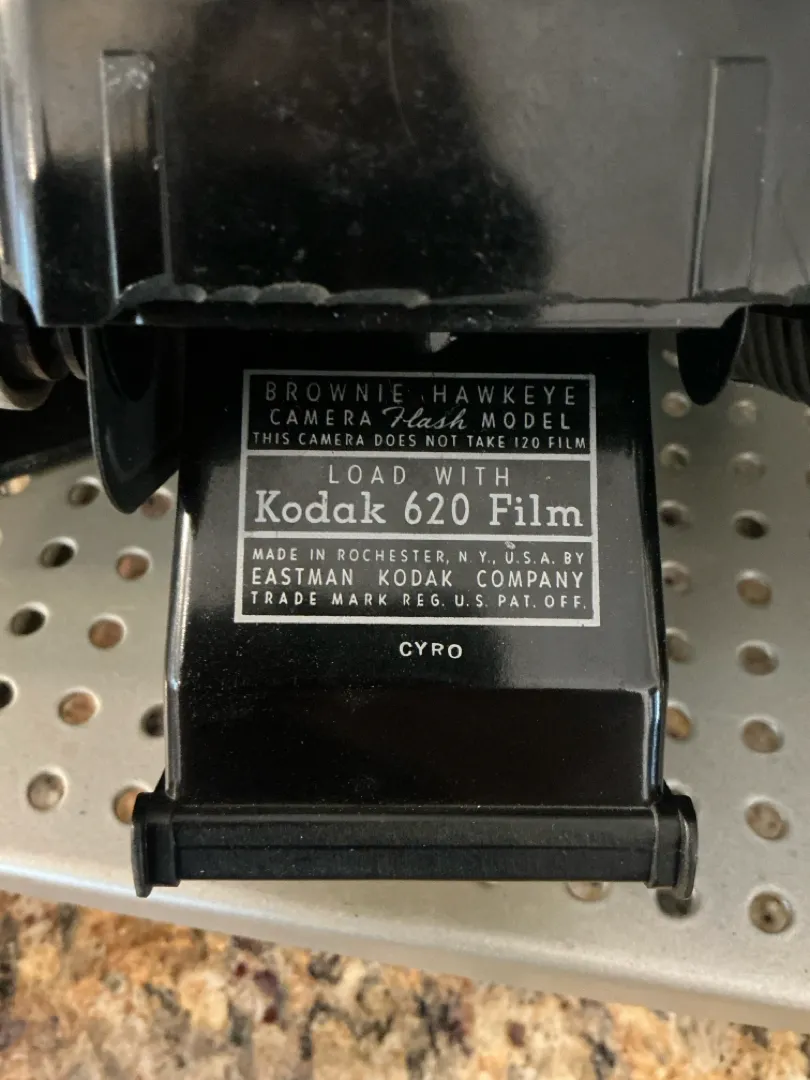 BROWNIE HAWKEYE
CAMERA Flash MODEL
THIS CAMERA DOES NOT TAKE 120 FILM
LOAD WITH
Kodak 620 Film
MADE IN ROCHESTER, N.Y., U.S.A. BY
EASTMAN KODAK COMPANY
TRADE MARK REG. U.S. PAT. OFF.
CYRO